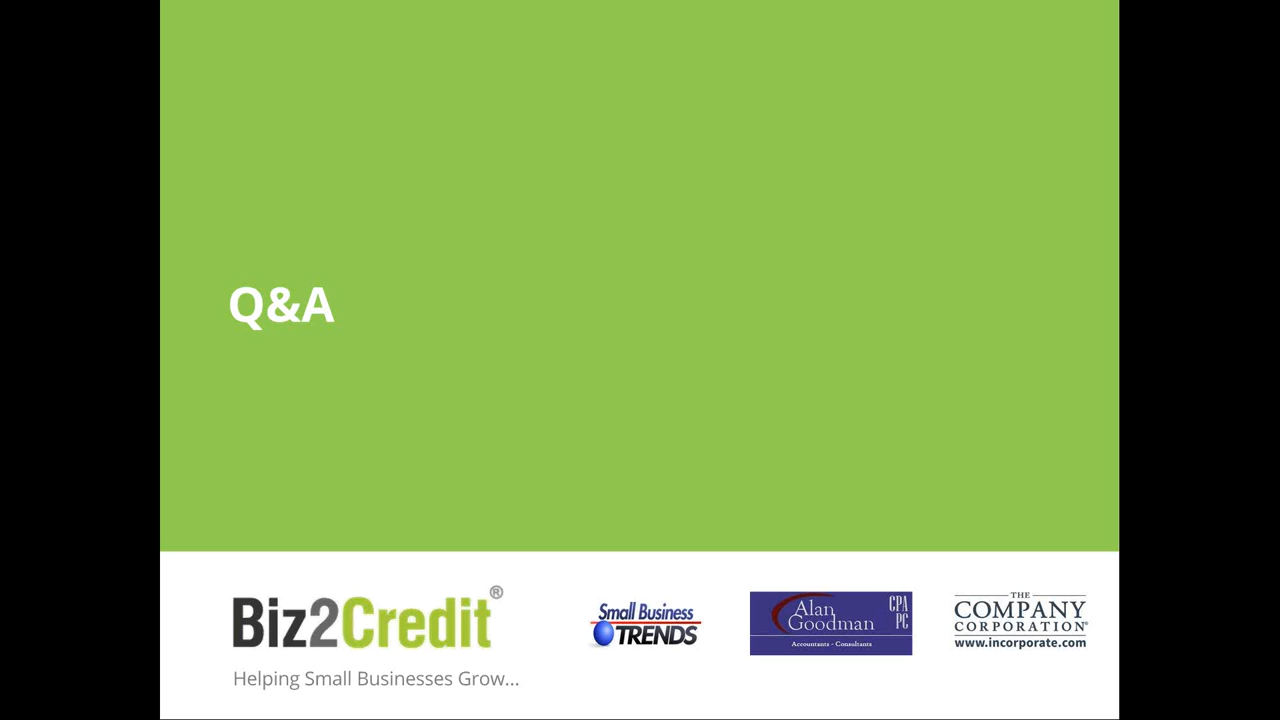 Q&A
Biz2Credit®
Helping Small Businesses Grow...
Small Business
TRENDS
Alan
Goodman
CPA
PC
Accountants - Consultants
THE
COMPANY
CORPORATION®
www.incorporate.com